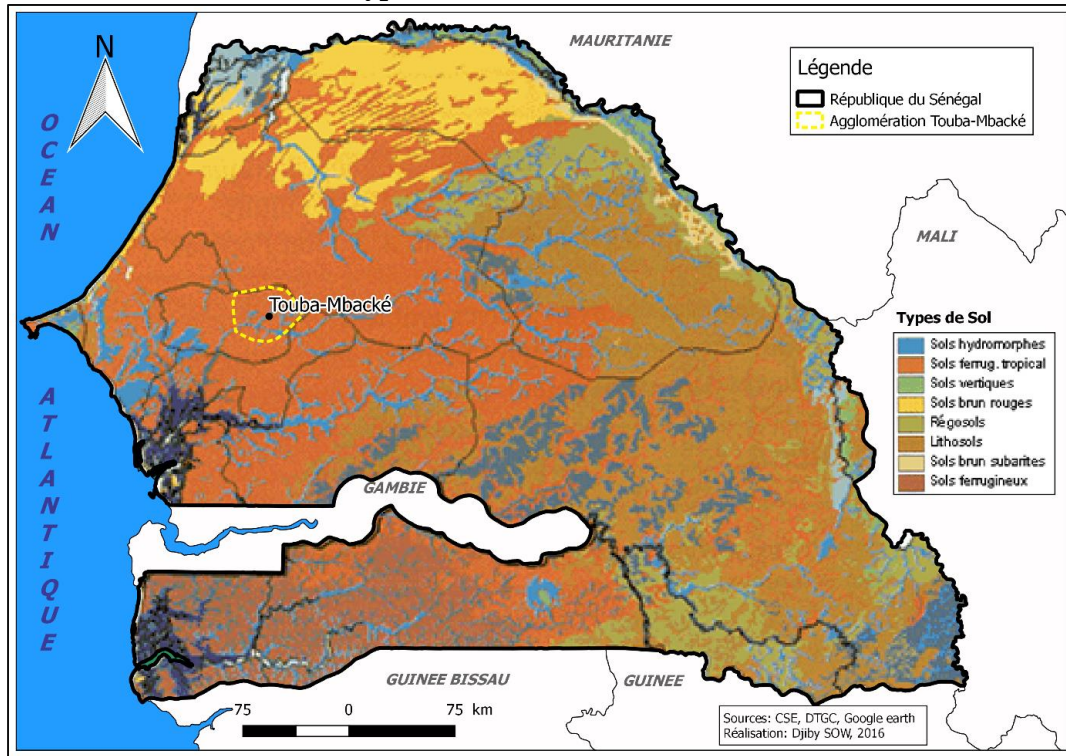 MAURITANIE
N
Légende
République du Sénégal
Agglomération Touba-Mbacké
OCEAN
ATLANTIQUE
MALI
Touba-Mbacké
Types de Sol
Sols hydromorphes
Sols ferrug. tropical
Sols vertiques
Sols brun rouges
Régosols
Lithosols
Sols brun subarites
Sols ferrugineux
GAMBIE
GUINEE BISSAU
GUINEE
75 0 75 km
Sources: CSE, DTGC, Google earth
Réalisation: Djiby SOW, 2016